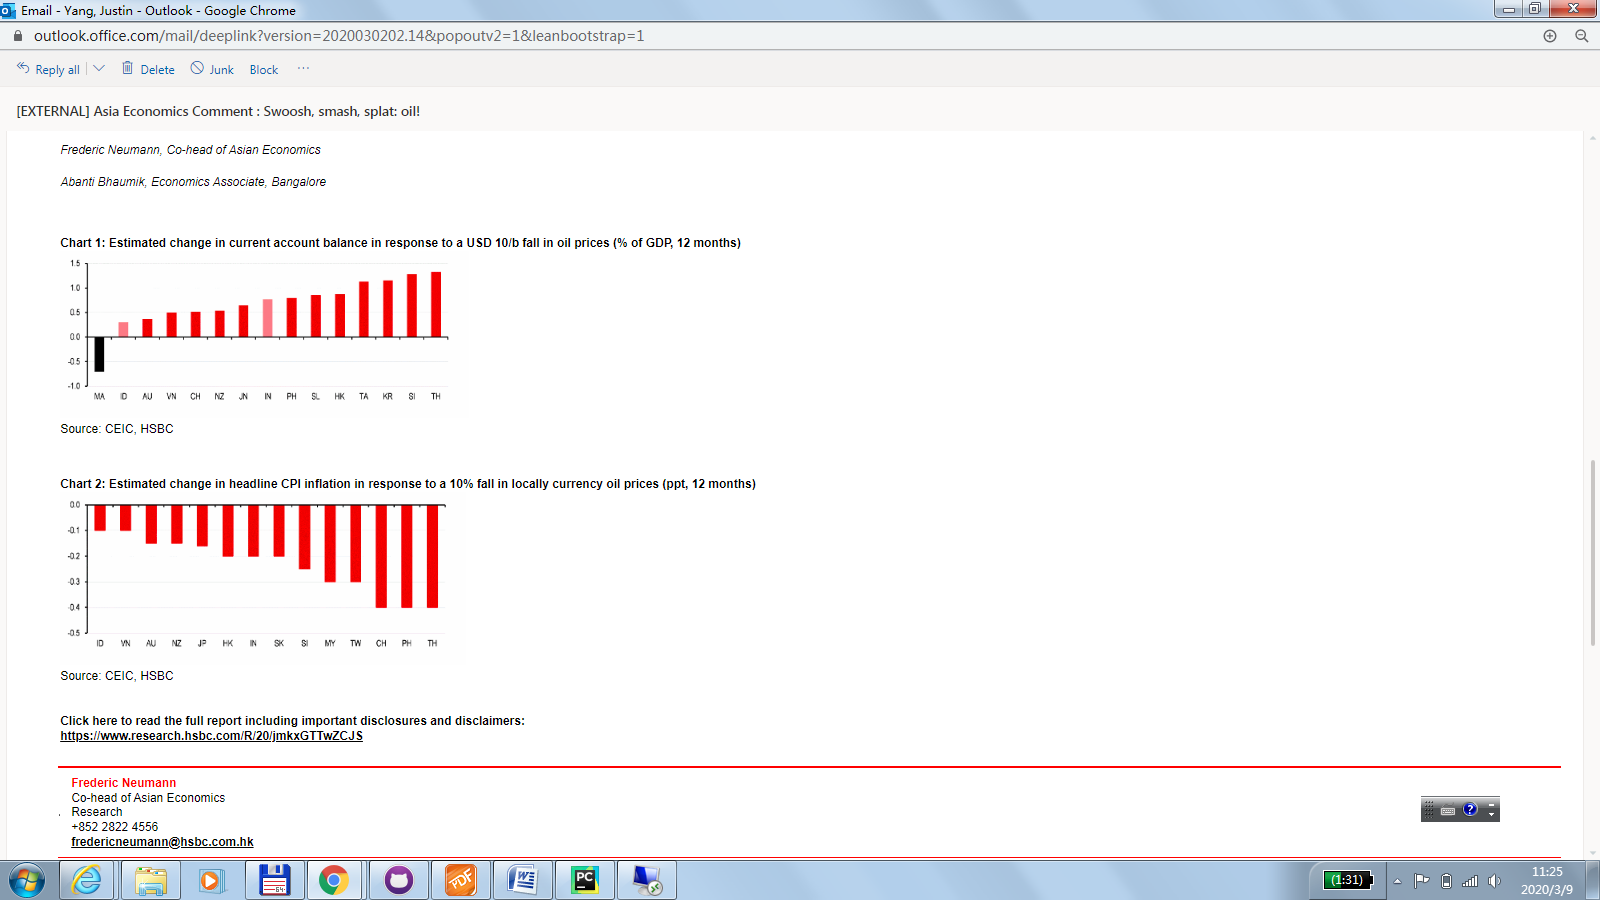 Email - Yang, Justin - Outlook - Google Chrome
outlook.office.com/mail/deeplink?version=2020030202.14&popoutv2=1&leanbootstrap=1
Reply all Delete Junk Block ...
[EXTERNAL] Asia Economics Comment : Swoosh, smash, splat: oil!
Frederic Neumann, Co-head of Asian Economics
Abanti Bhaumik, Economics Associate, Bangalore
Chart 1: Estimated change in current account balance in response to a USD 10/b fall in oil prices (% of GDP, 12 months)
1.5
1.0
0.5
0.0
-0.5
-1.0
MA ID AU VN CH NZ JN IN PH SL HK TA KR SI TH
Source: CEIC, HSBC
Chart 2: Estimated change in headline CPI inflation in response to a 10% fall in locally currency oil prices (ppt, 12 months)
0.0
-0.1
-0.2
-0.3
-0.4
-0.5
ID VN AU NZ JP HK IN SK SI MY TW CH PH TH
Source: CEIC, HSBC
Click here to read the full report including important disclosures and disclaimers:
https://www.research.hsbc.com/R/20/jmkxGTTwZCJS
Frederic Neumann
Co-head of Asian Economics
Research
+852 2822 4556
fredericneumann@hsbc.com.hk
PDF
W
PC
(1:31)
11:25
2020/3/9